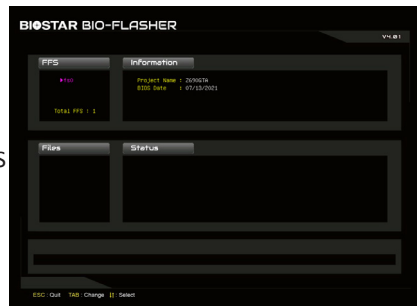 BIOSTAR BIO-FLASHER
V4.01
FFS
Information
Project Name : Z690GTA
BIOS Date : 07/13/2021
Total FFS : 1
Files
Status
S
ESC : Quit TAB : Change : Select